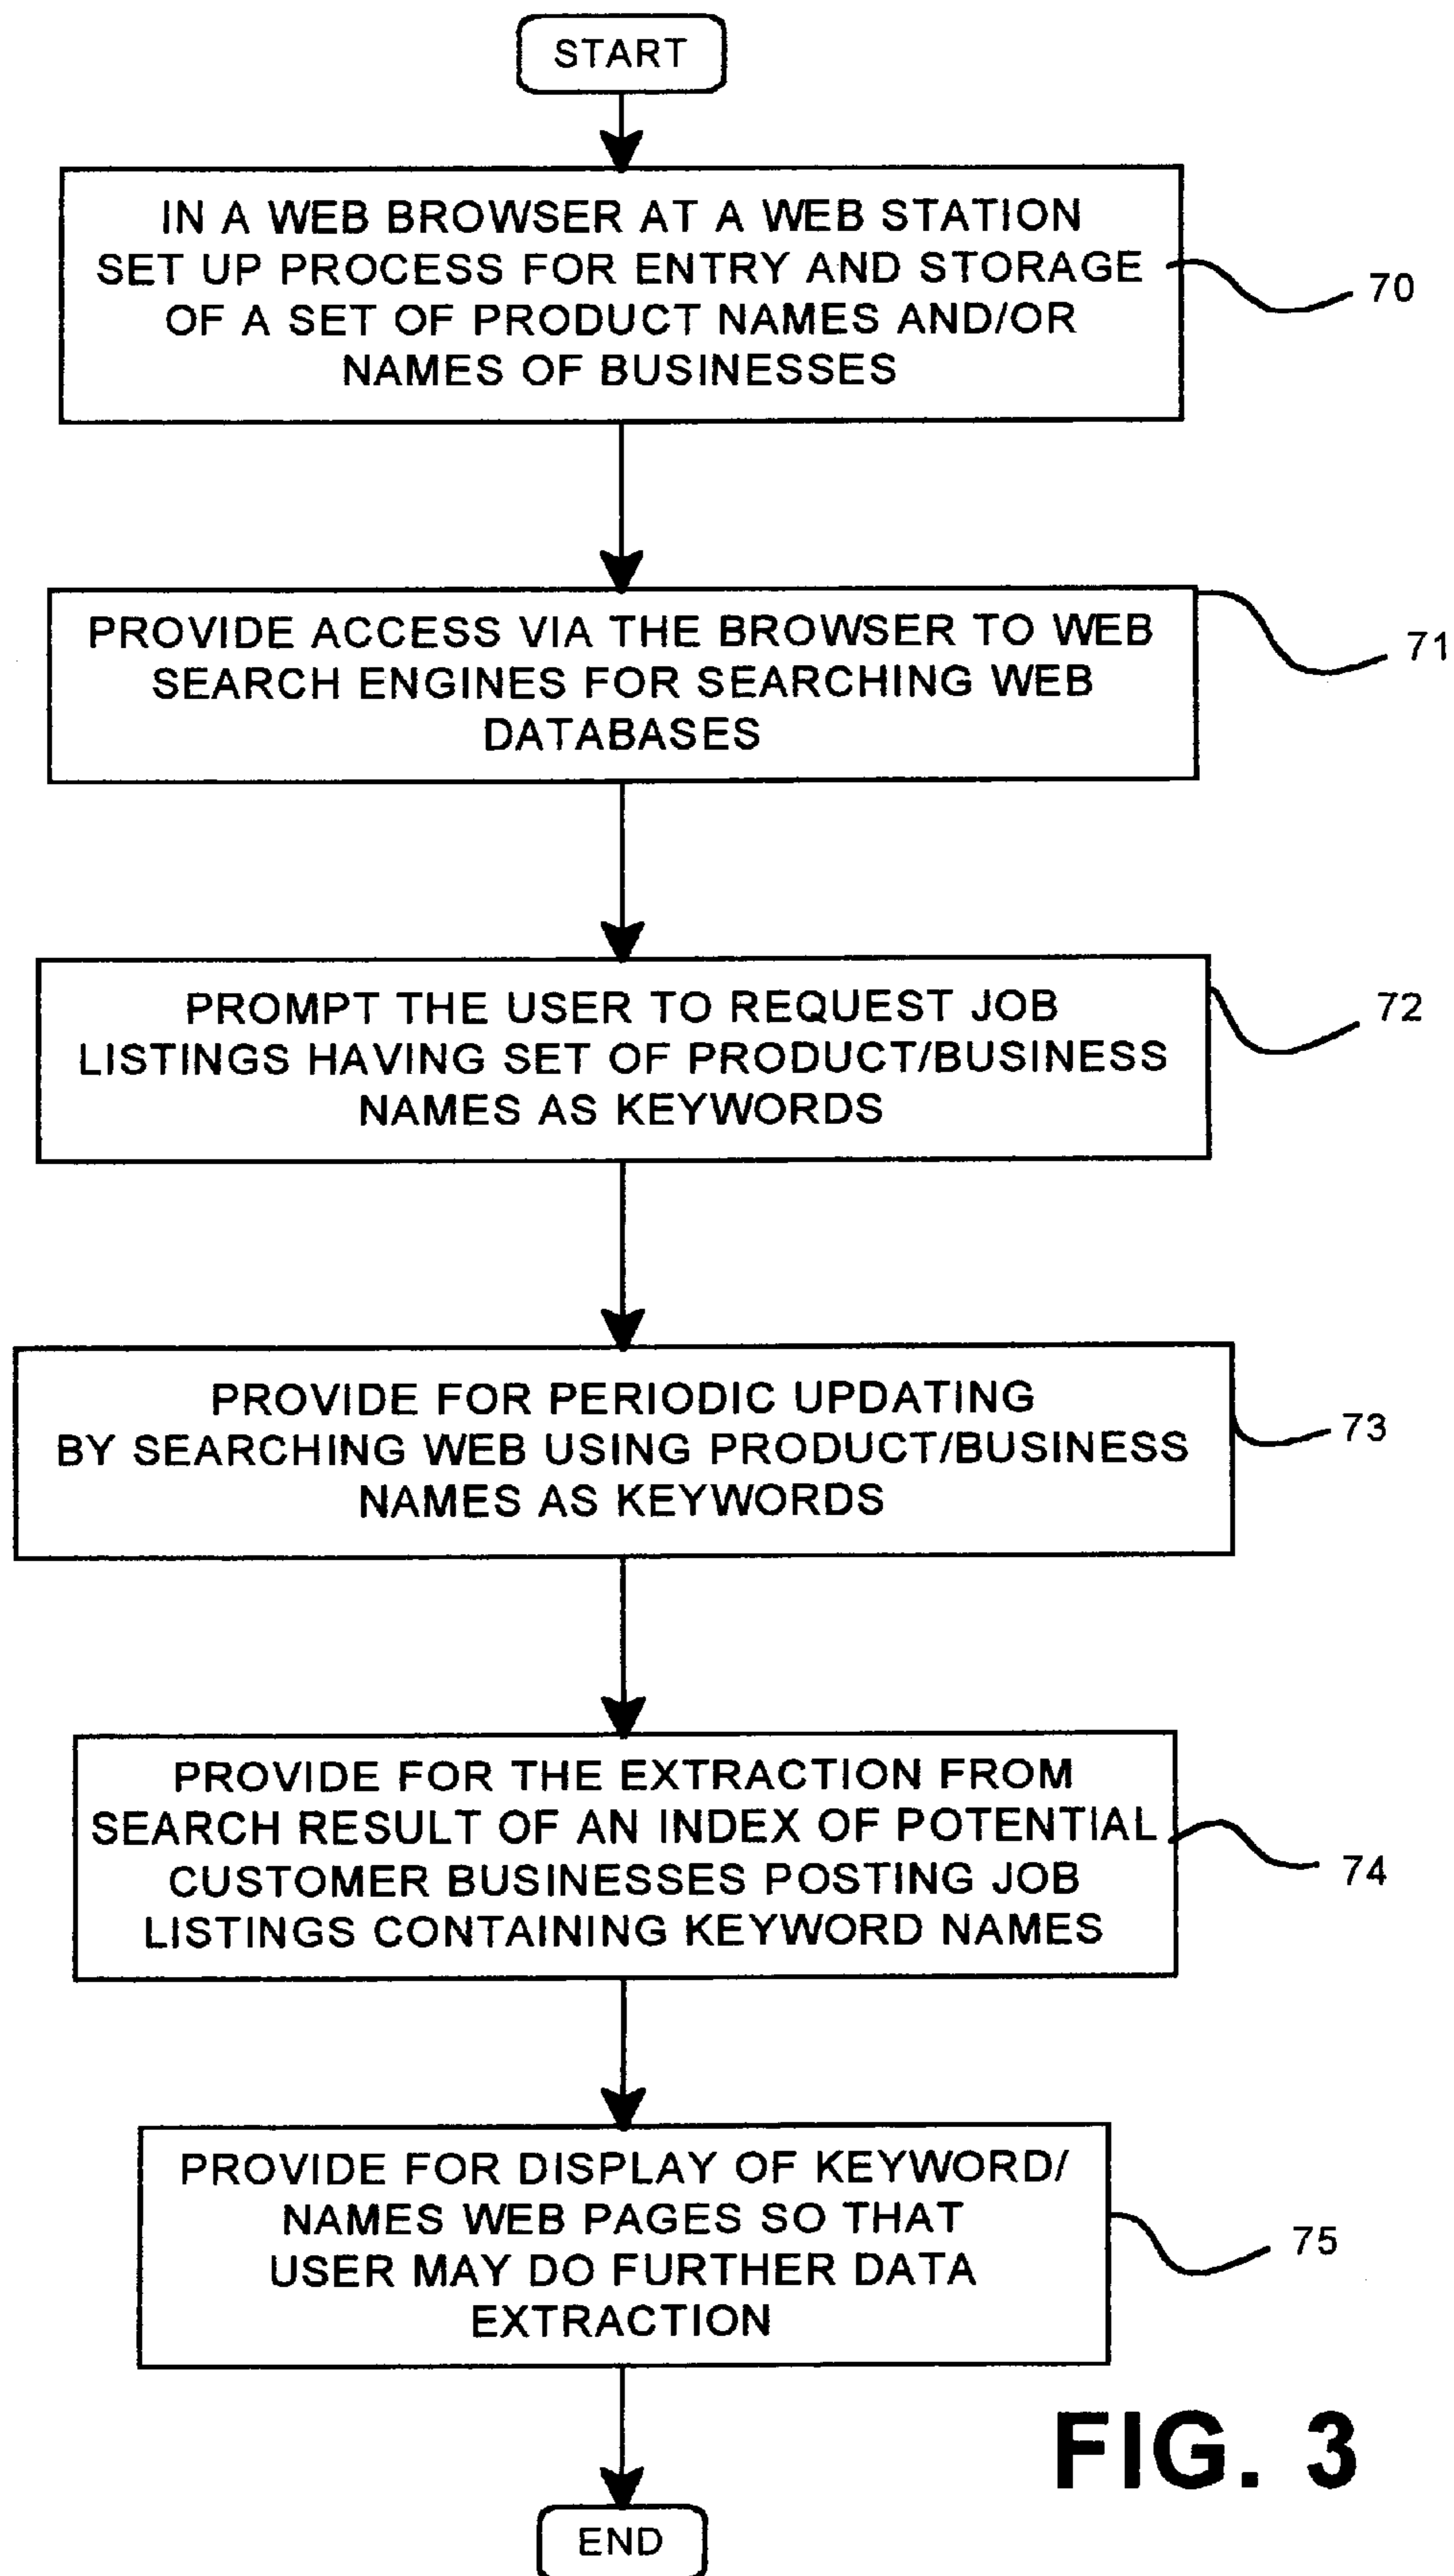 START
IN A WEB BROWSER AT A WEB STATION
SET UP PROCESS FOR ENTRY AND STORAGE
OF A SET OF PRODUCT NAMES AND/OR
NAMES OF BUSINESSES
70
PROVIDE ACCESS VIA THE BROWSER TO WEB
SEARCH ENGINES FOR SEARCHING WEB
DATABASES
71
PROMPT THE USER TO REQUEST JOB
LISTINGS HAVING SET OF PRODUCT/BUSINESS
NAMES AS KEYWORDS
72
PROVIDE FOR PERIODIC UPDATING
BY SEARCHING WEB USING PRODUCT/BUSINESS
NAMES AS KEYWORDS
73
PROVIDE FOR THE EXTRACTION FROM
SEARCH RESULT OF AN INDEX OF POTENTIAL
CUSTOMER BUSINESSES POSTING JOB
LISTINGS CONTAINING KEYWORD NAMES
74
PROVIDE FOR DISPLAY OF KEYWORD/
NAMES WEB PAGES SO THAT
USER MAY DO FURTHER DATA
EXTRACTION
75
FIG. 3
END